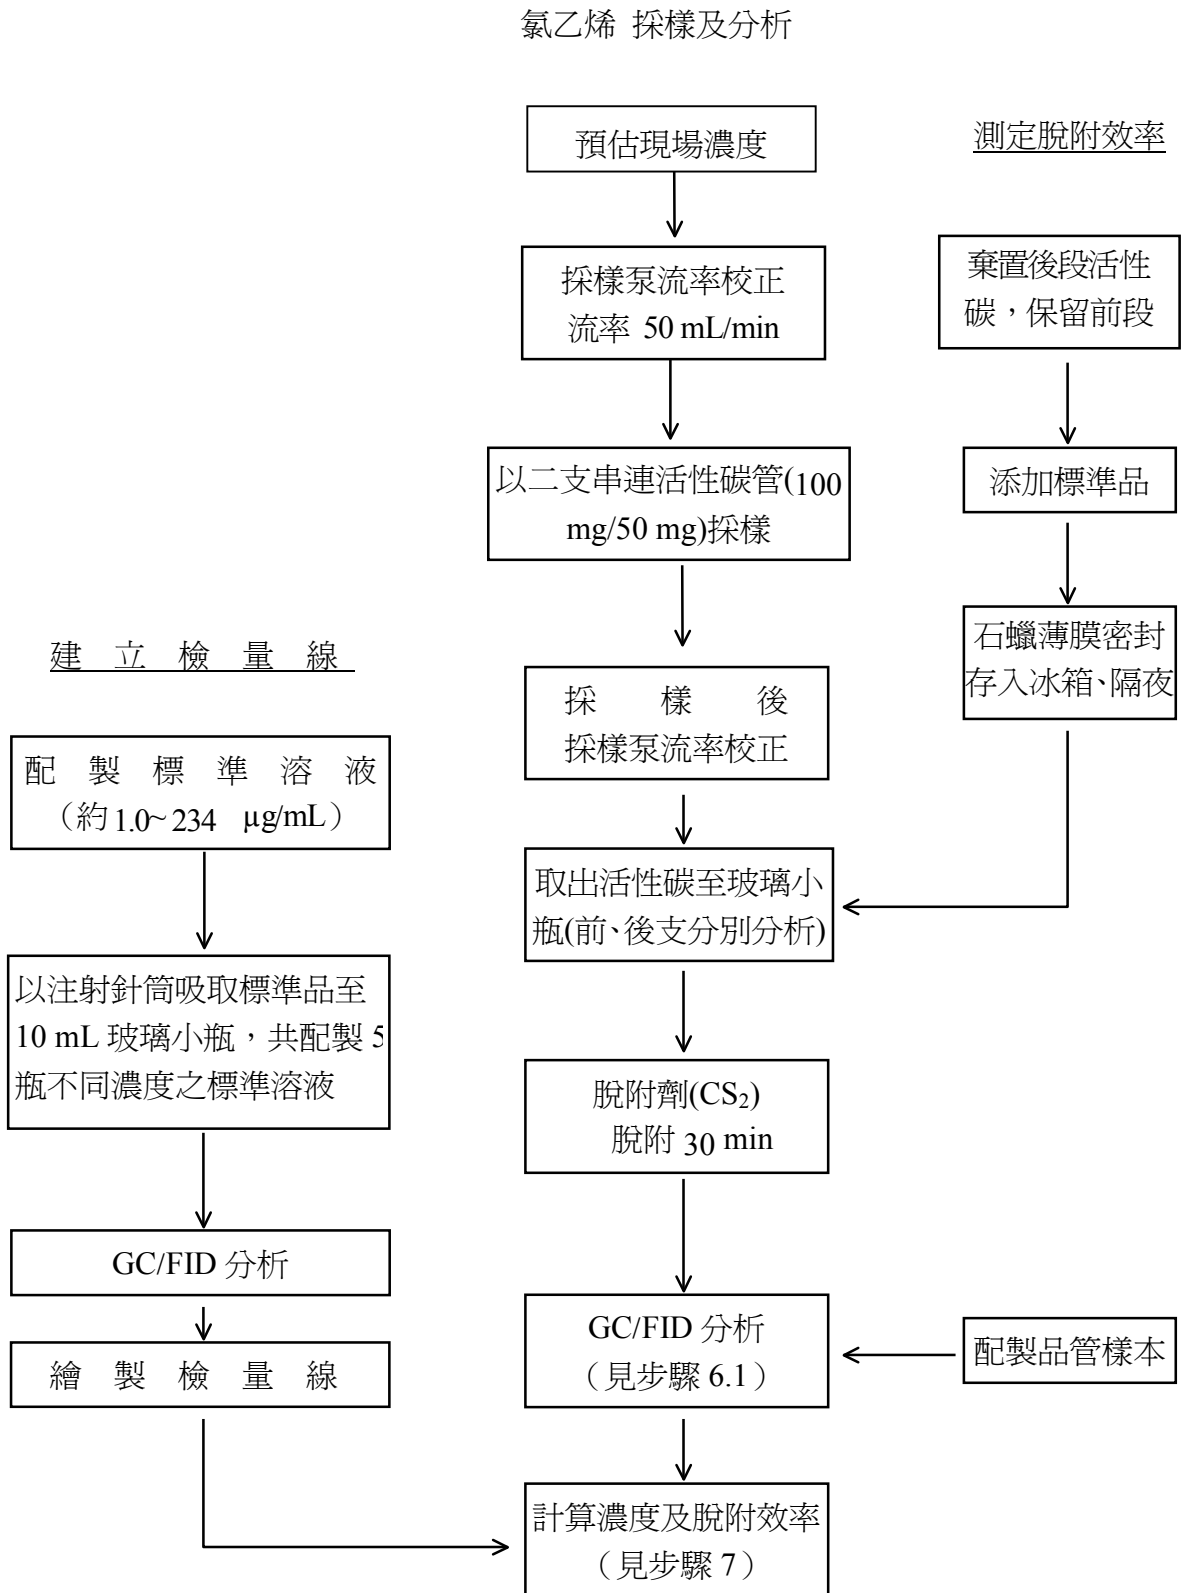 氯乙烯 採樣及分析
預估現場濃度
採樣泵流率校正
流率 50 mL/min
以二支串連活性碳管(100
mg/50 mg)採樣
採樣後
採樣泵流率校正
取出活性碳至玻璃小
瓶(前、後支分別分析)
脫附劑(CS₂)
脫附 30 min
GC/FID 分析
（見步驟 6.1）
計算濃度及脫附效率
（見步驟 7）
測定脫附效率
棄置後段活性
碳，保留前段
添加標準品
石蠟薄膜密封
存入冰箱、隔夜
配製品管樣本
建立檢量線
配製標準溶液
（約 1.0~234 μg/mL）
以注射針筒吸取標準品至
10 mL 玻璃小瓶，共配製 5
瓶不同濃度之標準溶液
GC/FID 分析
繪製檢量線